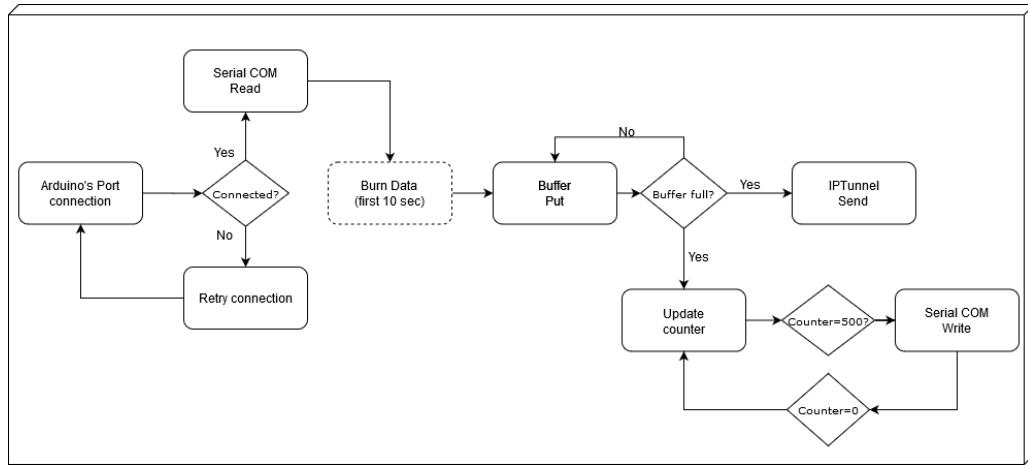 Serial COM
Read
Yes
Arduino's Port
connection
Connected?
No
Retry connection
Burn Data
(first 10 sec)
No
Buffer
Put
Buffer full?
Yes
IPTunnel
Send
Yes
Update
counter
Counter=500?
Serial COM
Write
Counter=0